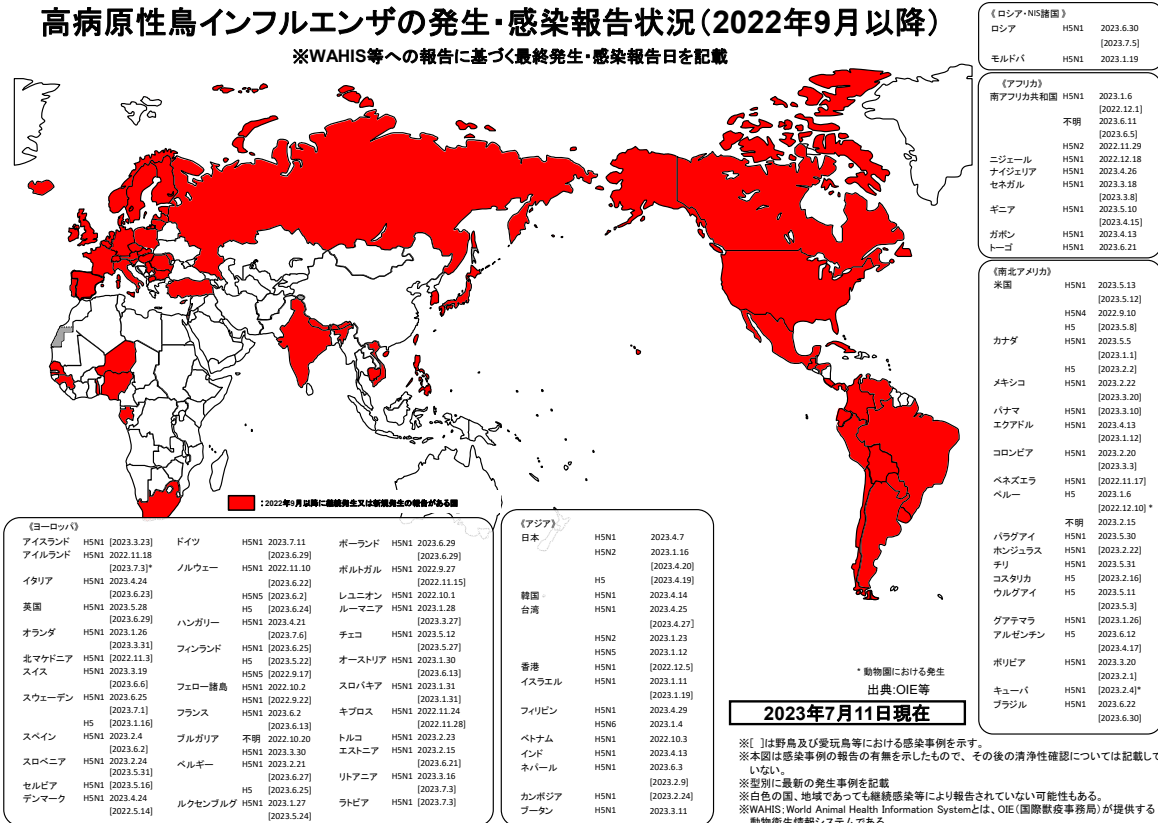 高病原性鳥インフルエンザの発生・感染報告状況（2022年9月以降）
※WAHIS等への報告に基づく最終発生・感染報告日を記載
：2022年9月以降に継続発生又は新規発生の報告がある国
《ロシア・NIS諸国》
ロシア H5N1 2023.6.30
[2023.7.5]
モルドバ H5N1 2023.1.19
《アフリカ》
南アフリカ共和国 H5N1 2023.1.6
[2022.12.1]
不明 2023.6.11
[2023.6.5]
H5N2 2022.11.29
ニジェール H5N1 2022.12.18
ナイジェリア H5N1 2023.4.26
セネガル H5N1 2023.3.18
[2023.3.8]
ギニア H5N1 2023.5.10
[2023.4.15]
ガボン H5N1 2023.4.13
トーゴ H5N1 2023.6.21
《南北アメリカ》
米国 H5N1 2023.5.13
[2023.5.12]
H5N4 2022.9.10
H5 [2023.5.8]
カナダ H5N1 2023.5.5
[2023.1.1]
H5 [2023.2.2]
メキシコ H5N1 2023.2.22
[2023.3.20]
パナマ H5N1 [2023.3.10]
エクアドル H5N1 2023.4.13
[2023.1.12]
コロンビア H5N1 2023.2.20
[2023.3.3]
ベネズエラ H5N1 [2022.11.17]
ペルー H5 2023.1.6
[2022.12.10] *
不明 2023.2.15
パラグアイ H5N1 2023.5.30
ホンジュラス H5N1 [2023.2.22]
チリ H5N1 2023.5.31
コスタリカ H5 [2023.2.16]
ウルグアイ H5 2023.5.11
[2023.5.3]
グアテマラ H5N1 [2023.1.26]
アルゼンチン H5 2023.6.12
[2023.4.17]
ボリビア H5N1 2023.3.20
[2023.2.1]
キューバ H5N1 [2023.2.4]*
ブラジル H5N1 2023.6.22
[2023.6.30]
《ヨーロッパ》
アイスランド H5N1 [2023.3.23]
アイルランド H5N1 2022.11.18
[2023.7.3]*
イタリア H5N1 2023.4.24
[2023.6.23]
英国 H5N1 2023.5.28
[2023.6.29]
オランダ H5N1 2023.1.26
[2023.3.31]
北マケドニア H5N1 [2022.11.3]
スイス H5N1 2023.3.19
[2023.6.6]
スウェーデン H5N1 2023.6.25
[2023.7.1]
H5 [2023.1.16]
スペイン H5N1 2023.2.4
[2023.6.2]
スロベニア H5N1 2023.2.24
[2023.5.31]
セルビア H5N1 [2023.5.16]
デンマーク H5N1 2023.4.24
[2022.5.14]
ドイツ H5N1 2023.7.11
[2023.6.29]
ノルウェー H5N1 2022.11.10
[2023.6.22]
H5N5 [2023.6.2]
H5 [2023.6.24]
ハンガリー H5N1 2023.4.21
[2023.7.6]
フィンランド H5N1 [2023.6.25]
H5 [2023.5.22]
H5N5 [2022.9.17]
フェロー諸島 H5N1 2022.10.2
H5N1 [2022.9.22]
フランス H5N1 2023.6.2
[2023.6.13]
ブルガリア 不明 2022.10.20
H5N1 2023.3.30
ベルギー H5N1 2023.2.21
[2023.6.27]
H5 [2023.6.25]
ルクセンブルグ H5N1 2023.1.27
[2023.5.24]
ポーランド H5N1 2023.6.29
[2023.6.29]
ポルトガル H5N1 2022.9.27
[2022.11.15]
レユニオン H5N1 2022.10.1
ルーマニア H5N1 2023.1.28
[2023.3.27]
チェコ H5N1 2023.5.12
[2023.5.27]
オーストリア H5N1 2023.1.30
[2023.6.13]
スロバキア H5N1 2023.1.31
[2023.1.31]
キプロス H5N1 2022.11.24
[2022.11.28]
トルコ H5N1 2023.2.23
エストニア H5N1 2023.2.15
[2023.6.21]
リトアニア H5N1 2023.3.16
[2023.7.3]
ラトビア H5N1 [2023.7.3]
《アジア》
日本 H5N1 2023.4.7
H5N2 2023.1.16
[2023.4.20]
H5 [2023.4.19]
韓国 H5N1 2023.4.14
台湾 H5N1 2023.4.25
[2023.4.27]
H5N2 2023.1.23
H5N5 2023.1.12
香港 H5N1 [2022.12.5]
イスラエル H5N1 2023.1.11
[2023.1.19]
フィリピン H5N1 2023.4.29
H5N6 2023.1.4
ベトナム H5N1 2022.10.3
インド H5N1 2023.4.13
ネパール H5N1 2023.6.3
[2023.2.9]
カンボジア H5N1 [2023.2.24]
ブータン H5N1 2023.3.11
* 動物園における発生
出典:OIE等
2023年7月11日現在
※[ ]は野鳥及び愛玩鳥等における感染事例を示す。
※本図は感染事例の報告の有無を示したもので、その後の清浄性確認については記載して
いない。
※型別に最新の発生事例を記載
※白色の国、地域であっても継続感染等により報告されていない可能性もある。
※WAHIS:World Animal Health Information Systemとは、OIE(国際獣疫事務局)が提供する
動物衛生情報システムである